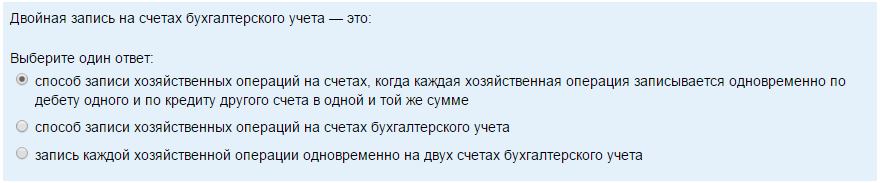 Двойная запись на счетах бухгалтерского учета — это:
Выберите один ответ:
способ записи хозяйственных операций на счетах, когда каждая хозяйственная операция записывается одновременно по
дебету одного и по кредиту другого счета в одной и той же сумме
способ записи хозяйственных операций на счетах бухгалтерского учета
запись каждой хозяйственной операции одновременно на двух счетах бухгалтерского учета